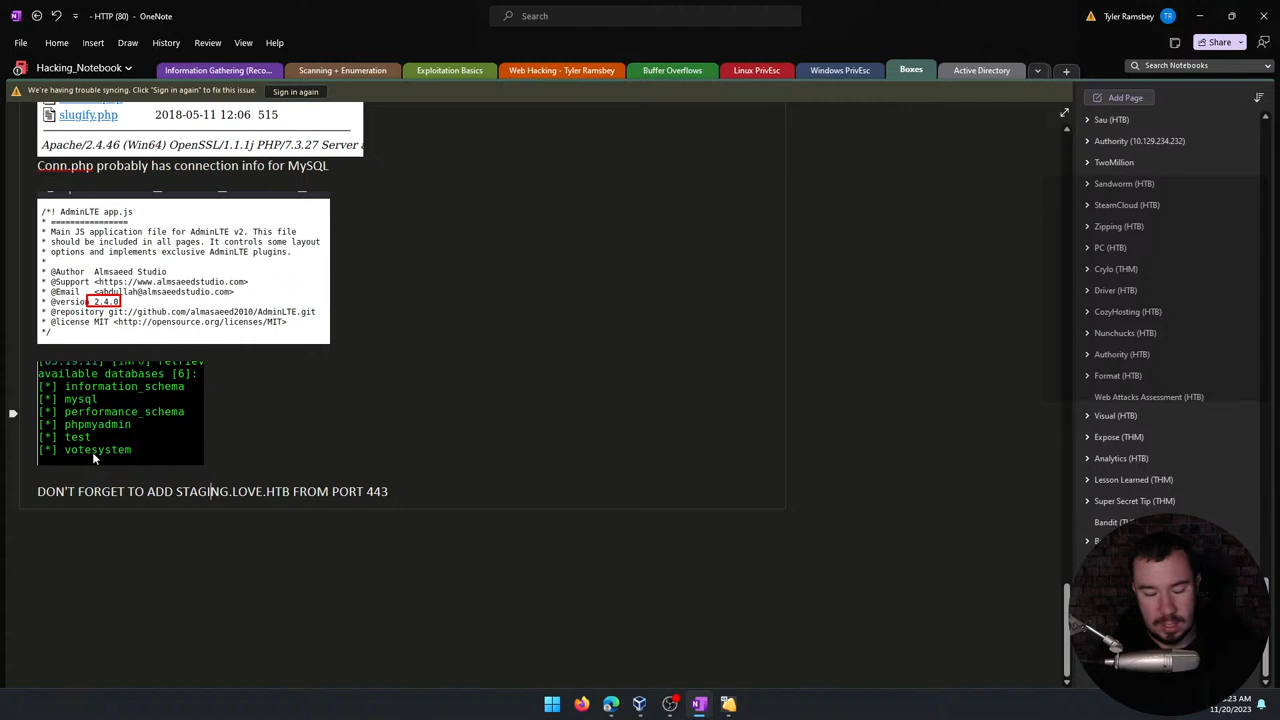 HTTP (80) - OneNote
Search
Tyler Ramsbey
TR
File
Home
Insert
Draw
History
Review
View
Help
Share
Hacking_Notebook
Information Gathering (Reco...
Scanning + Enumeration
Exploitation Basics
Web Hacking - Tyler Ramsbey
Buffer Overflows
Linux PrivEsc
Windows PrivEsc
Boxes
Active Directory
Search Notebooks
We're having trouble syncing. Click "Sign in again" to fix this issue.
Sign in again
Add Page
slugify.php 2018-05-11 12:06 515
Apache/2.4.46 (Win64) OpenSSL/1.1.1j PHP/7.3.27 Server
Conn.php probably has connection info for MySQL
/*! AdminLTE app.js
* ================
* Main JS application file for AdminLTE v2. This file
* should be included in all pages. It controls some layout
* options and implements exclusive AdminLTE plugins.
*
* @Author Almsaeed Studio
* @Support <https://www.almsaeedstudio.com>
* @Email <abdullah@almsaeedstudio.com>
* @version 2.4.0
* @repository git://github.com/almasaeed2010/AdminLTE.git
* @license MIT <http://opensource.org/licenses/MIT>
*/
available databases [6]:
[*] information_schema
[*] mysql
[*] performance_schema
[*] phpmyadmin
[*] test
[*] votesystem
DON'T FORGET TO ADD STAGING.LOVE.HTB FROM PORT 443
Sau (HTB)
Authority (10.129.234.232)
TwoMillion
Sandworm (HTB)
SteamCloud (HTB)
Zipping (HTB)
PC (HTB)
Crylo (THM)
Driver (HTB)
CozyHosting (HTB)
Nunchucks (HTB)
Authority (HTB)
Format (HTB)
Web Attacks Assessment (HTB)
Visual (HTB)
Expose (THM)
Analytics (HTB)
Lesson Learned (THM)
Super Secret Tip (THM)
Bandit
:23 AM
11/20/2023